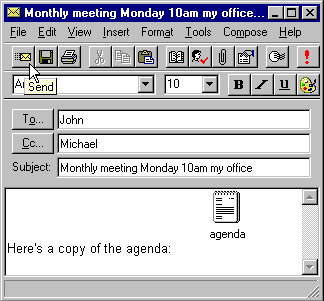 Monthly meeting Monday 10am my office...
File Edit View Insert Format Tools Compose Help
Send
10
B I U
To... John
Cc... Michael
Subject: Monthly meeting Monday 10am my office
agenda
Here's a copy of the agenda: